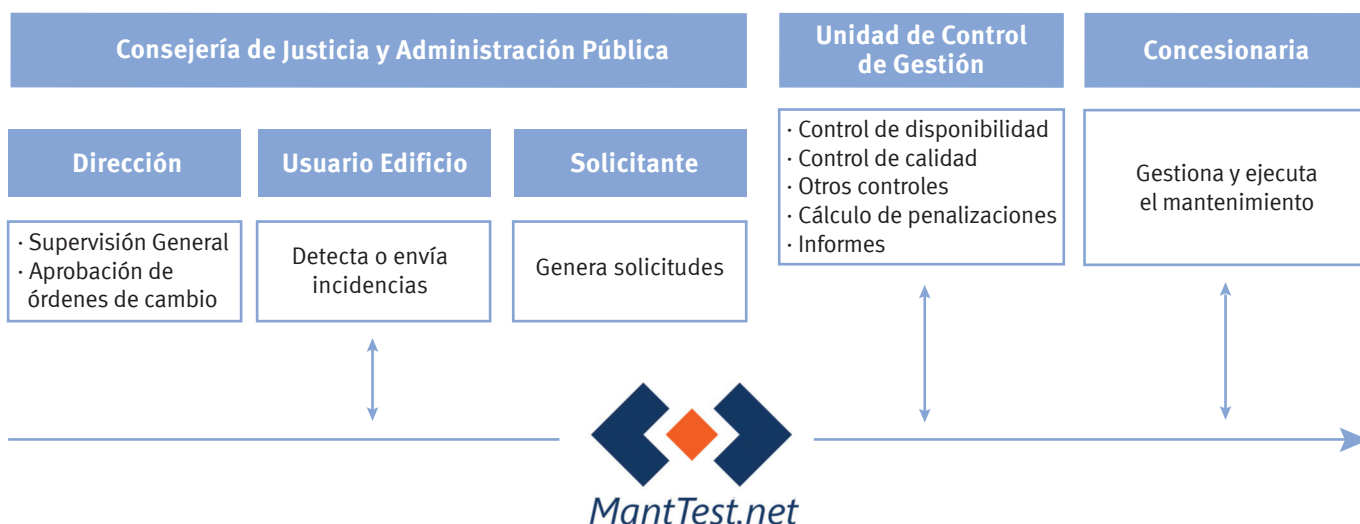 Consejería de Justicia y Administración Pública
Dirección
· Supervisión General
· Aprobación de
órdenes de cambio
Usuario Edificio
Detecta o envía
incidencias
Solicitante
Genera solicitudes
Unidad de Control
de Gestión
· Control de disponibilidad
· Control de calidad
· Otros controles
· Cálculo de penalizaciones
· Informes
Concesionaria
Gestiona y ejecuta
el mantenimiento
MantTest.net